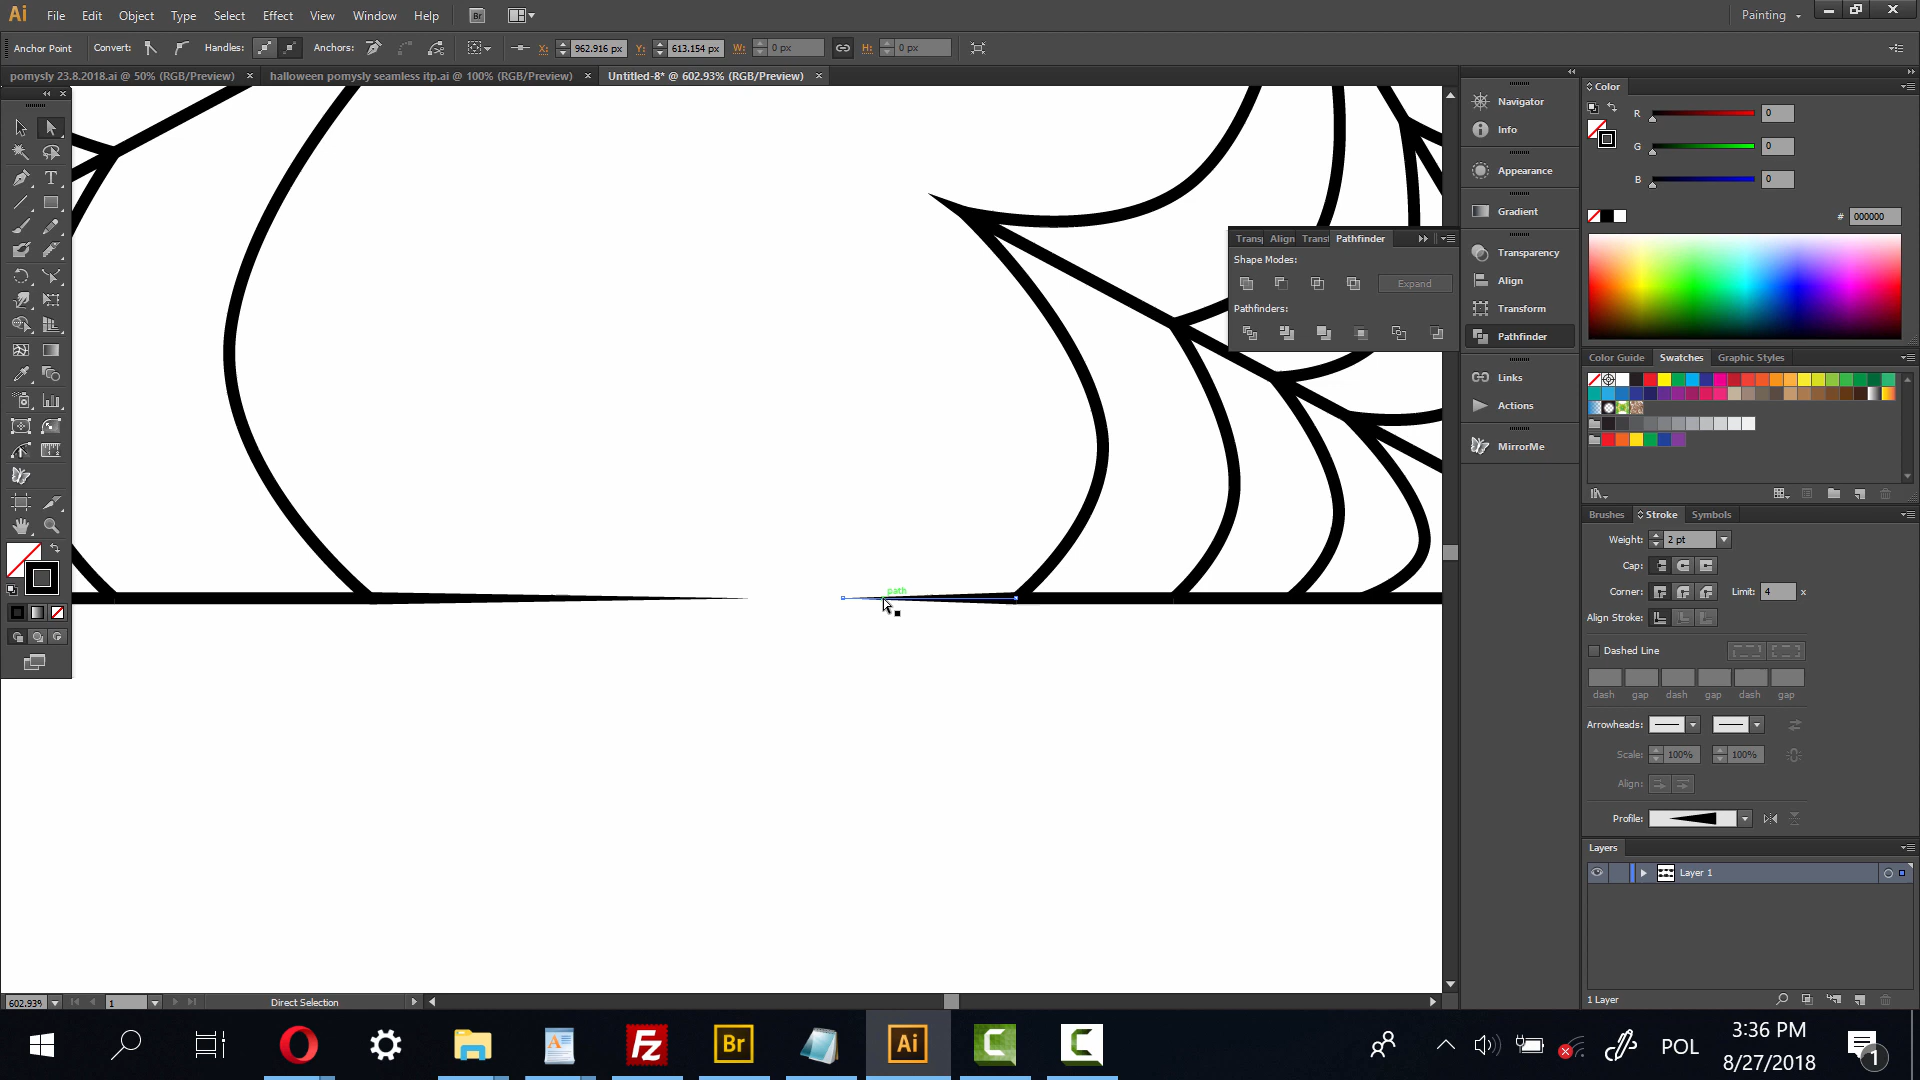 Ai File Edit Object Type Select Effect View Window Help Br Painting
Anchor Point Convert: Handles: Anchors: X: 962.916 px Y: 613.154 px W: 0 px H: 0 px
pomysly 23.8.2018.ai @ 50% (RGB/Preview) halloween pomysly seamless itp.ai @ 100% (RGB/Preview) Untitled-8* @ 602.93% (RGB/Preview)
Navigator
Info
Appearance
Gradient
Transparency
Align
Transform
Pathfinder
Links
Actions
MirrorMe
Trans Align Transf Pathfinder
Shape Modes:
Expand
Pathfinders:
path
Color
R 0
G 0
B 0
# 000000
Color Guide Swatches Graphic Styles
Brushes Stroke Symbols
Weight: 2 pt
Cap:
Corner: Limit: 4 x
Align Stroke:
Dashed Line
dash gap dash gap dash gap
Arrowheads:
Scale: 100% 100%
Align:
Profile:
Layers
Layer 1
1 Layer
602.93% 1 Direct Selection
Br Ai C C
Fz
POL
3:36 PM
8/27/2018
1